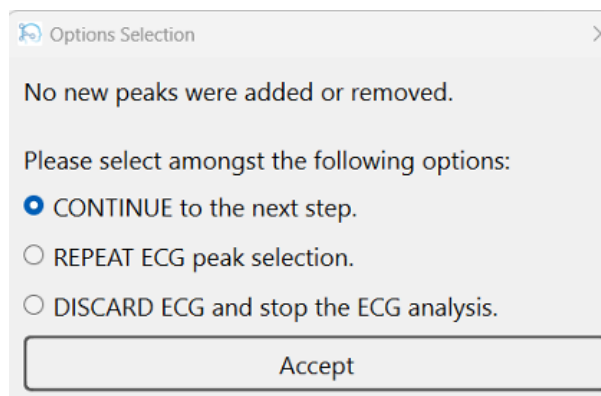 Options Selection
No new peaks were added or removed.
Please select amongst the following options:
CONTINUE to the next step.
REPEAT ECG peak selection.
DISCARD ECG and stop the ECG analysis.
Accept